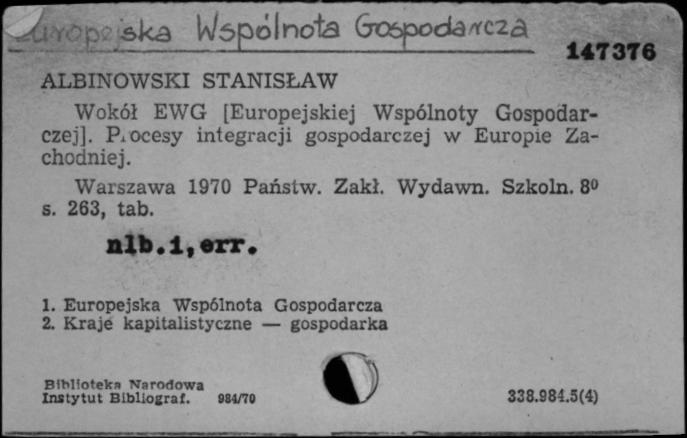 Europejska Wspólnota Gospodarcza
147376
ALBINOWSKI STANISŁAW
Wokół EWG [Europejskiej Wspólnoty Gospodar-
czej]. Procesy integracji gospodarczej w Europie Za-
chodniej.
Warszawa 1970 Państw. Zakł. Wydawn. Szkoln. 8⁰
s. 263, tab.
nlb.1,err.
1. Europejska Wspólnota Gospodarcza
2. Kraje kapitalistyczne — gospodarka
Biblioteka Narodowa
Instytut Bibliograf. 984/70
338.984.5(4)